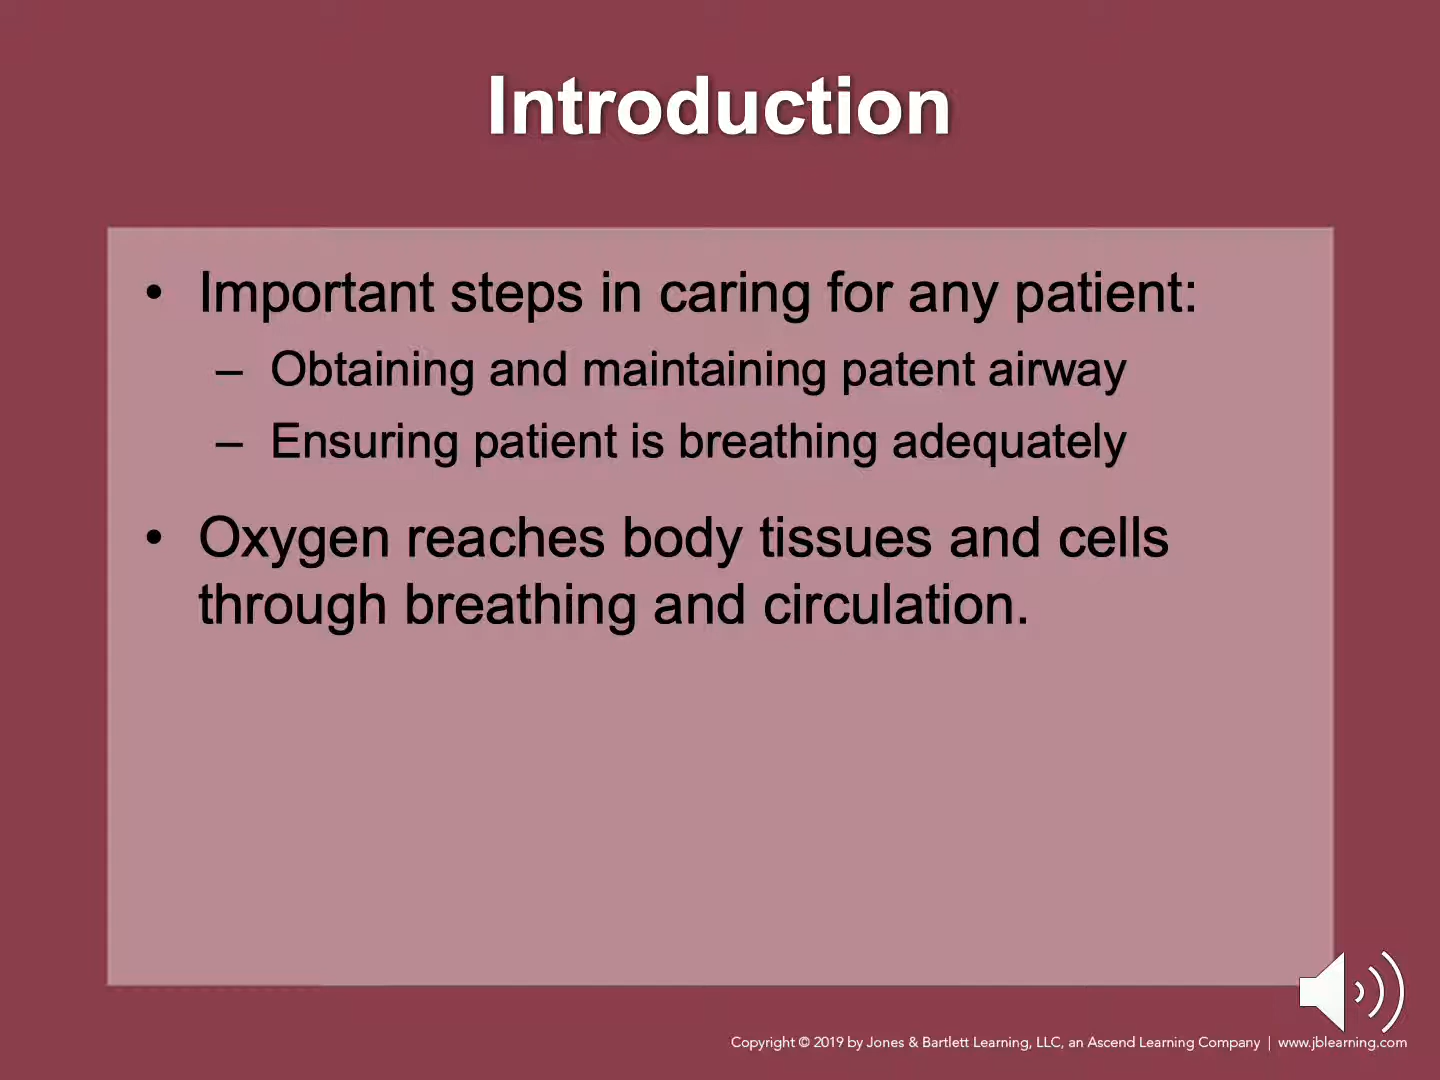 Introduction
• Important steps in caring for any patient:
– Obtaining and maintaining patent airway
– Ensuring patient is breathing adequately
• Oxygen reaches body tissues and cells
through breathing and circulation.
Copyright © 2019 by Jones & Bartlett Learning, LLC, an Ascend Learning Company | www.jblearning.com